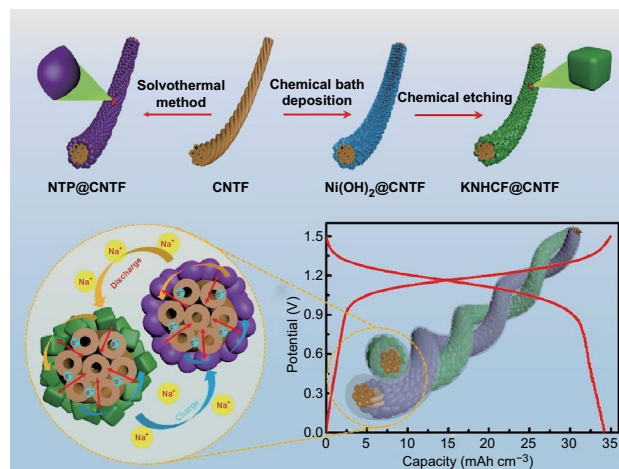 Solvothermal
method
Chemical bath
deposition
Chemical etching
NTP@CNTF
CNTF
Ni(OH)₂@CNTF
KNHCF@CNTF
Na⁺
Na⁺
Na⁺
Na⁺
Discharge
e⁻ e⁻
e⁻ e⁻
e⁻ e⁻
e⁻ e⁻
Charge
Na⁺
Na⁺
Na⁺
Potential (V)
1.5
1.2
0.9
0.6
0.3
0.0
0 5 10 15 20 25 30 35
Capacity (mAh cm⁻³)